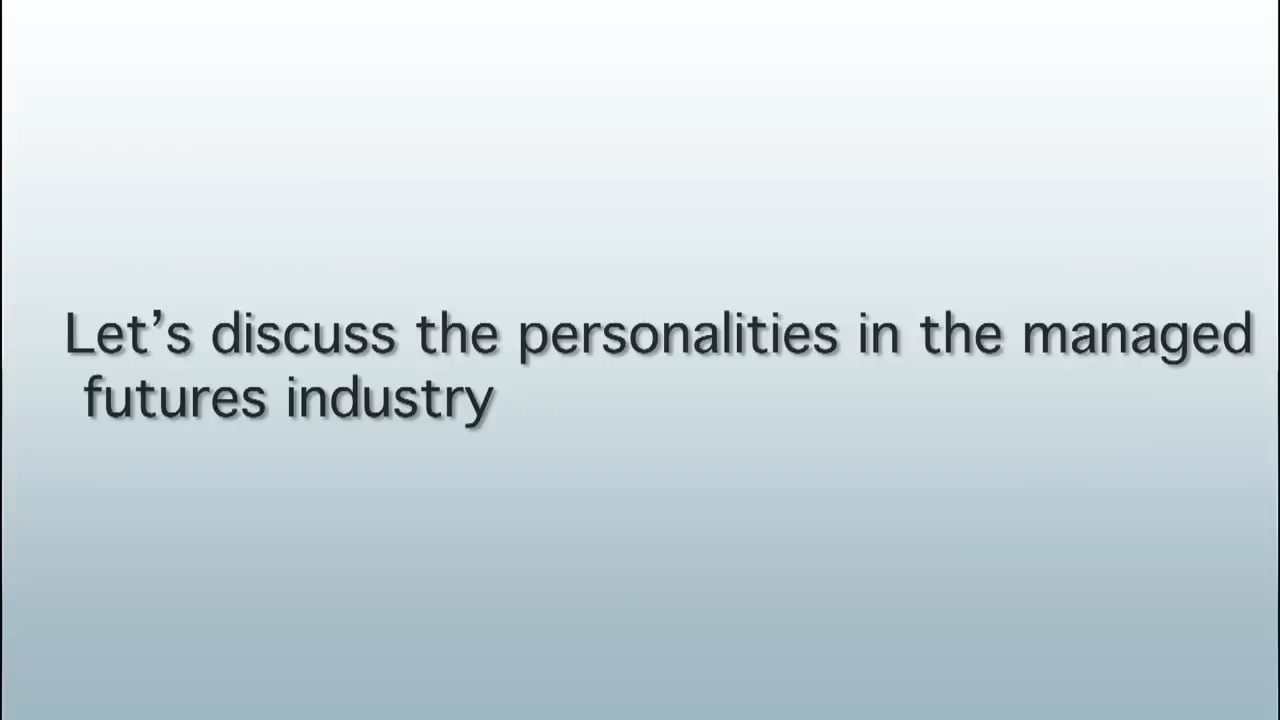 Let’s discuss the personalities in the managed
futures industry